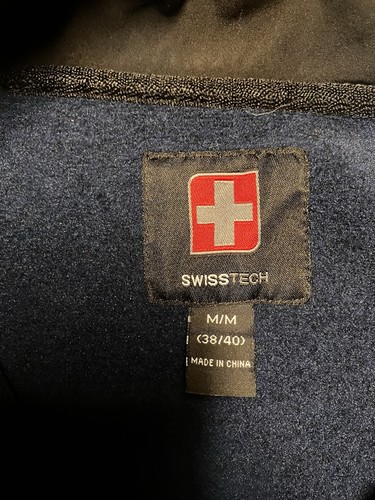 SWISSTECH
M/M
(38/40)
MADE IN CHINA